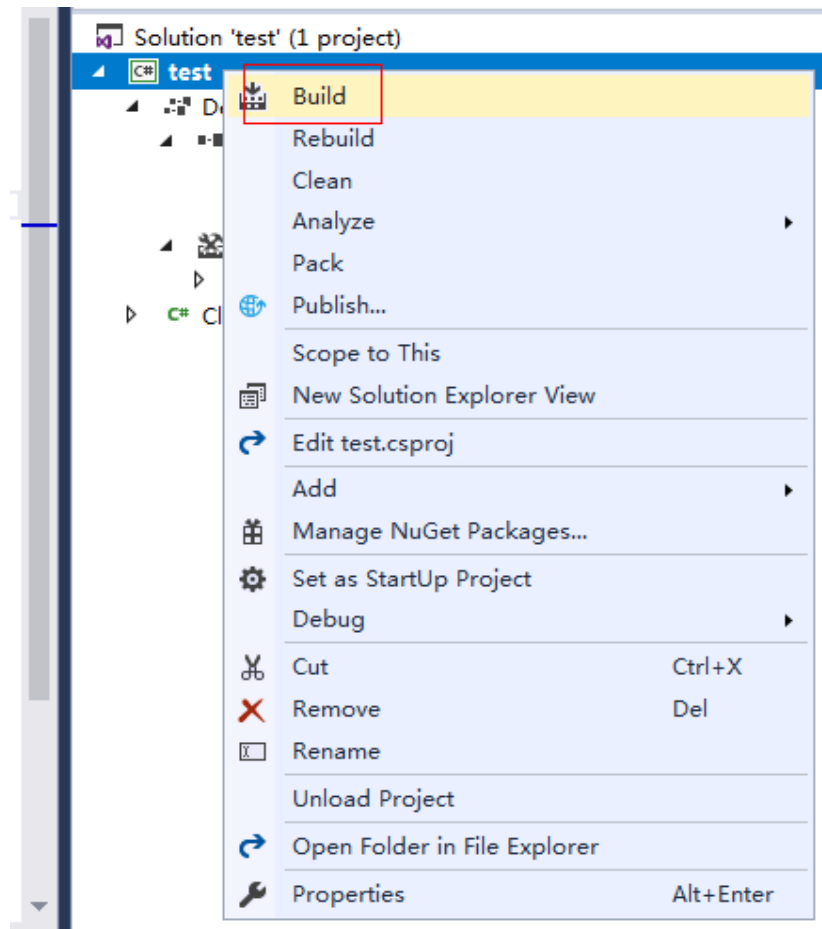 Solution 'test' (1 project)
C# test
Build
Rebuild
Clean
Analyze
Pack
C#
Publish...
Scope to This
New Solution Explorer View
Edit test.csproj
Add
Manage NuGet Packages...
Set as StartUp Project
Debug
Cut Ctrl+X
Remove Del
Rename
Unload Project
Open Folder in File Explorer
Properties Alt+Enter